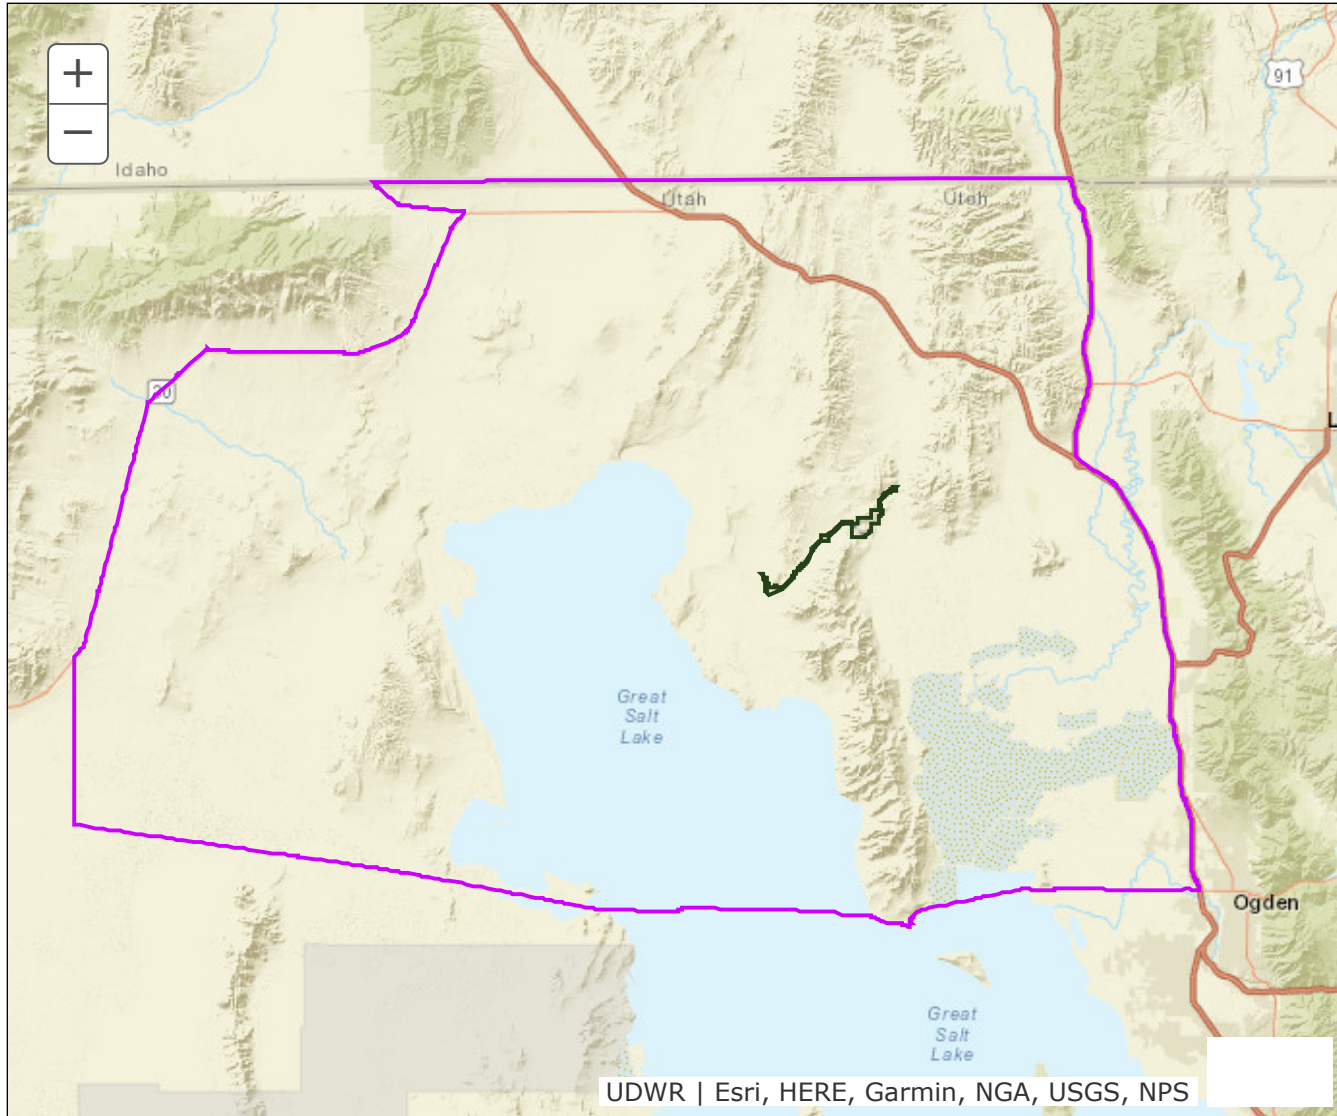 +
91
−
Idaho
Utah
Utah
30
L
Great
Salt
Lake
Ogden
Great
Salt
Lake
UDWR | Esri, HERE, Garmin, NGA, USGS, NPS